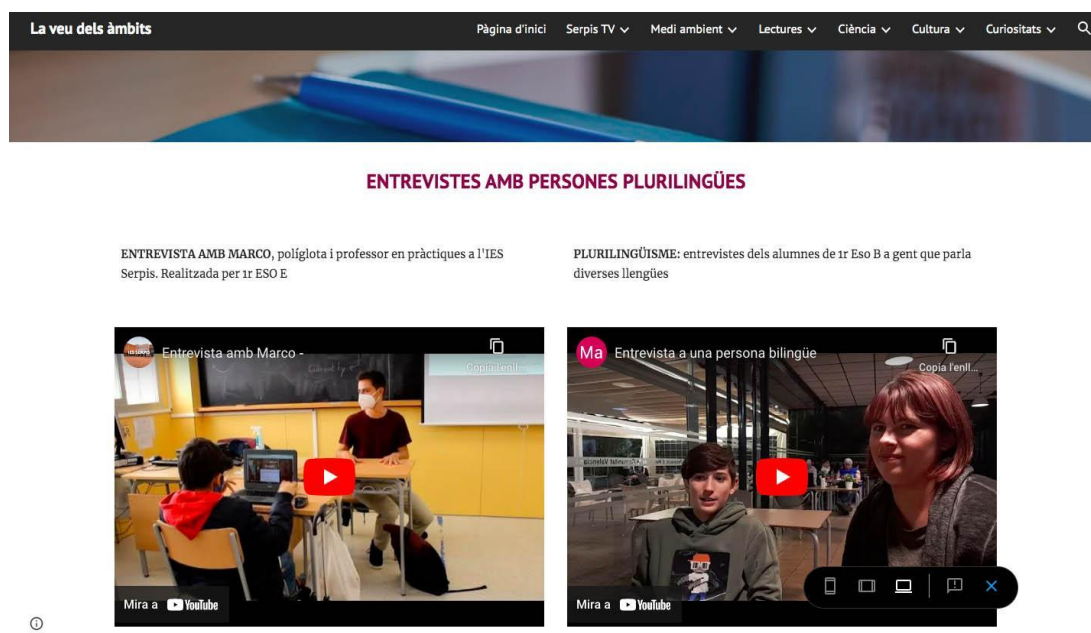 La veu dels àmbits
Pàgina d'inici Serpis TV Medi ambient Lectures Ciència Cultura Curiositats
ENTREVISTES AMB PERSONES PLURILINGÜES
ENTREVISTA AMB MARCO, políglota i professor en pràctiques a l'IES
Serpis. Realitzada per 1r ESO E
PLURILINGÜISME: entrevistes dels alumnes de 1r Eso B a gent que parla
diverses llengües
Entrevista amb Marco -
Copia l'enll...
Mira a YouTube
Ma Entrevista a una persona bilingüe
Copia l'enll...
Mira a YouTube